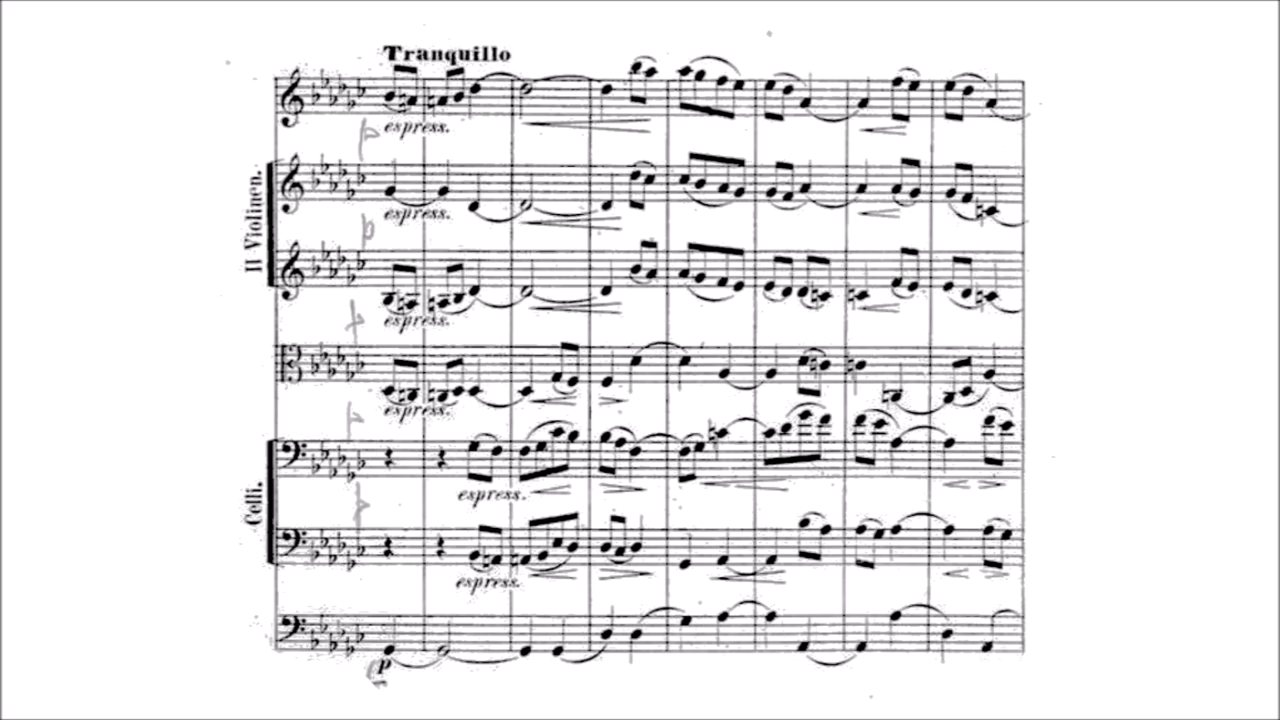 Tranquillo
p espress.
II Violinen.
espress.
p
espress.
p
espress.
p
Celli.
espress.
p
espress.
p